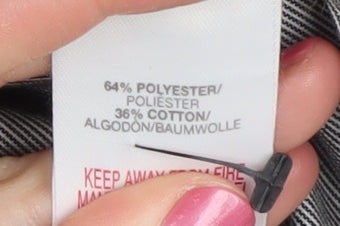 64% POLYESTER/
POLIÉSTER
36% COTTON/
ALGODÓN/BAUMWOLLE
KEEP AWAY FROM FIRE